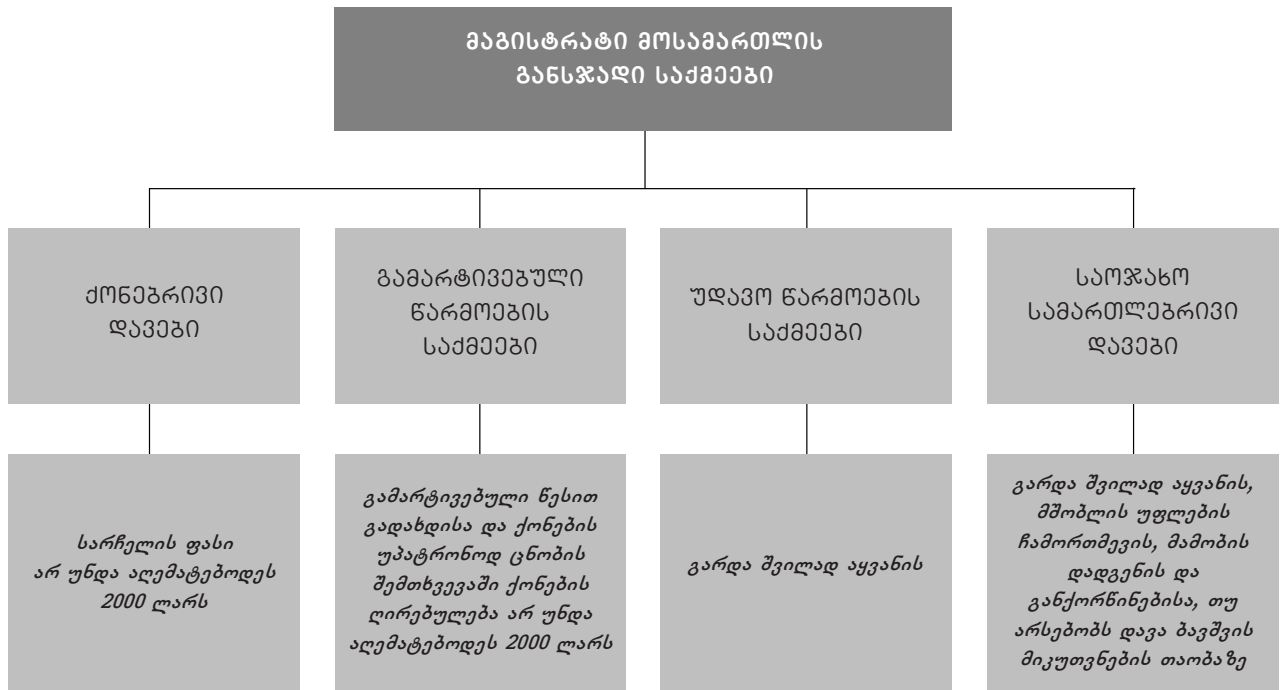 მაგისტრატი მოსამართლის
განსჯადი საქმეები
ქონებრივი
დავები
გამარტივებული
წარმოების
საქმეები
უდავო წარმოების
საქმეები
საოჯახო
სამართლებრივი
დავები
სარჩელის ფასი
არ უნდა აღემატებოდეს
2000 ლარს
გამარტივებული წესით
გადახდისა და ქონების
უპატრონოდ ცნობის
შემთხვევაში ქონების
ღირებულება არ უნდა
აღემატებოდეს 2000 ლარს
გარდა შვილად აყვანის
გარდა შვილად აყვანის,
მშობლის უფლების
ჩამორთმევის, მამობის
დადგენის და
განქორწინებისა, თუ
არსებობს დავა ბავშვის
მიკუთვნების თაობაზე